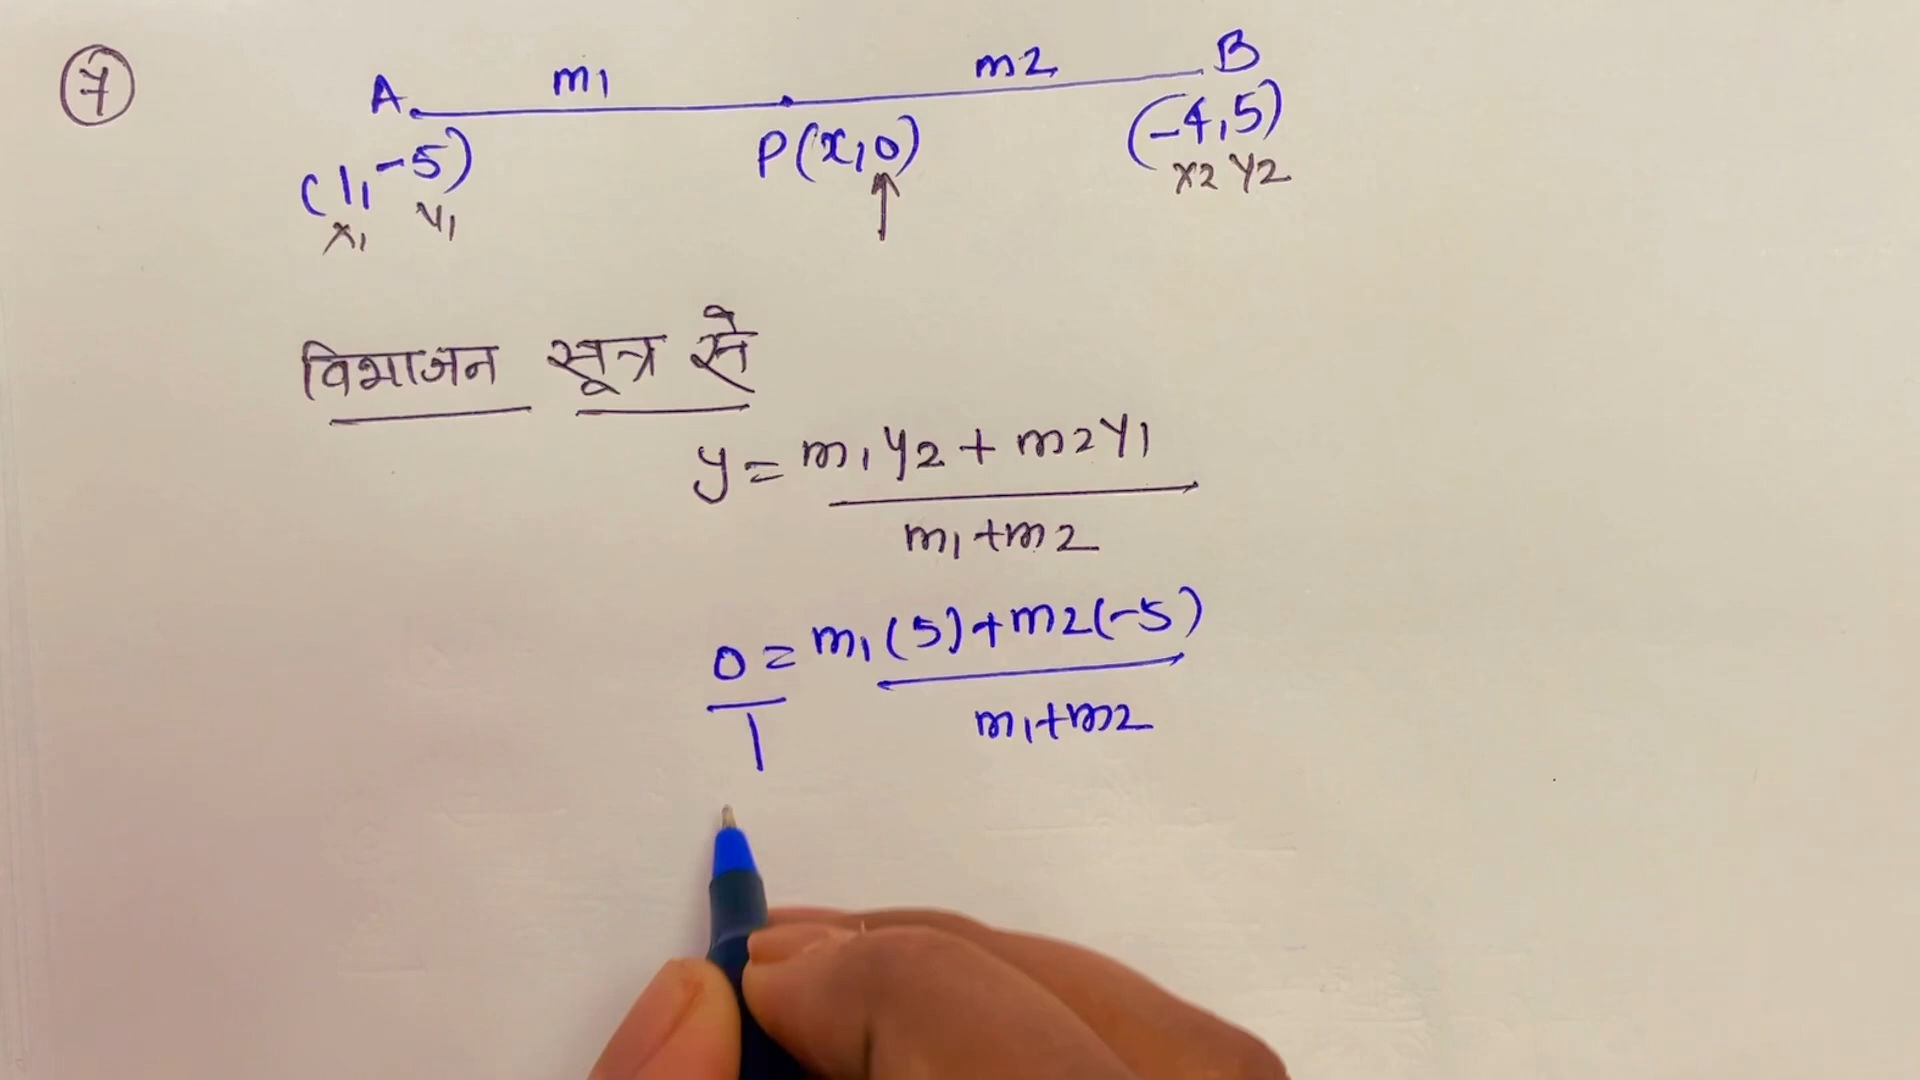 7
A m1 m2 B
(1, -5) P(x, 0) (-4, 5)
x1 y1 x2 y2
विभाजन सूत्र से
y = m1y2 + m2y1
m1 + m2
0 = m1(5) + m2(-5)
1 m1 + m2